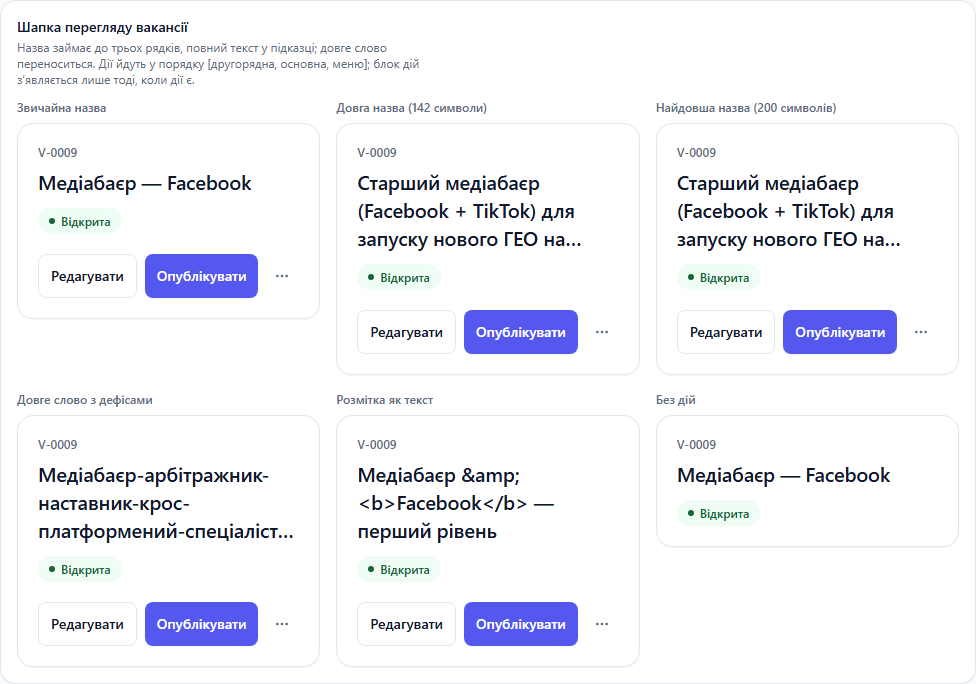 Шапка перегляду вакансії
Назва займає до трьох рядків, повний текст у підказці; довге слово
переноситься. Дії йдуть у порядку [другорядна, основна, меню]; блок дій
з’являється лише тоді, коли дії є.
Звичайна назва
V-0009
Медіабаєр — Facebook
Відкрита
Редагувати
Опублікувати
...
Довга назва (142 символи)
V-0009
Старший медіабаєр
(Facebook + TikTok) для
запуску нового ГЕО на...
Відкрита
Редагувати
Опублікувати
...
Найдовша назва (200 символів)
V-0009
Старший медіабаєр
(Facebook + TikTok) для
запуску нового ГЕО на...
Відкрита
Редагувати
Опублікувати
...
Довге слово з дефісами
V-0009
Медіабаєр-арбітражник-
наставник-крос-
платформений-спеціаліст...
Відкрита
Редагувати
Опублікувати
...
Розмітка як текст
V-0009
Медіабаєр &amp;
<b>Facebook</b> —
перший рівень
Відкрита
Редагувати
Опублікувати
...
Без дій
V-0009
Медіабаєр — Facebook
Відкрита